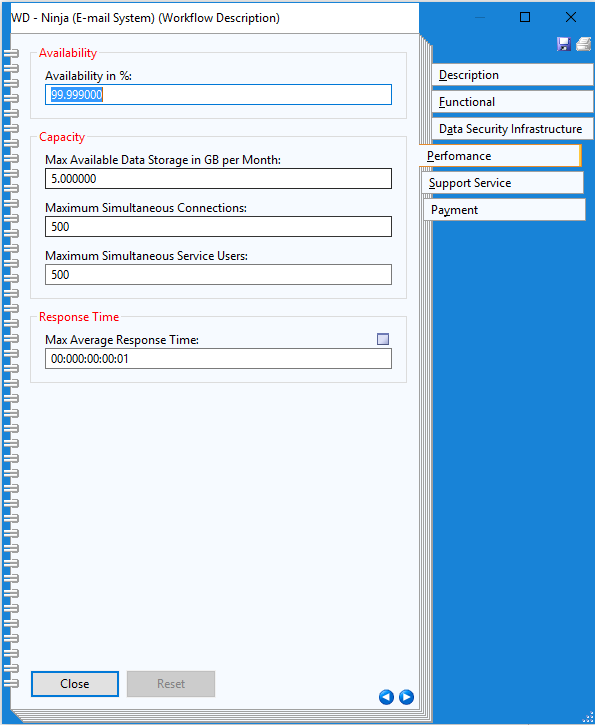 WD - Ninja (E-mail System) (Workflow Description)
Availability
Availability in %:
99.999000
Capacity
Max Available Data Storage in GB per Month:
5.000000
Maximum Simultaneous Connections:
500
Maximum Simultaneous Service Users:
500
Response Time
Max Average Response Time:
00:000:00:00:01
Close
Reset
Description
Functional
Data Security Infrastructure
Perfomance
Support Service
Payment